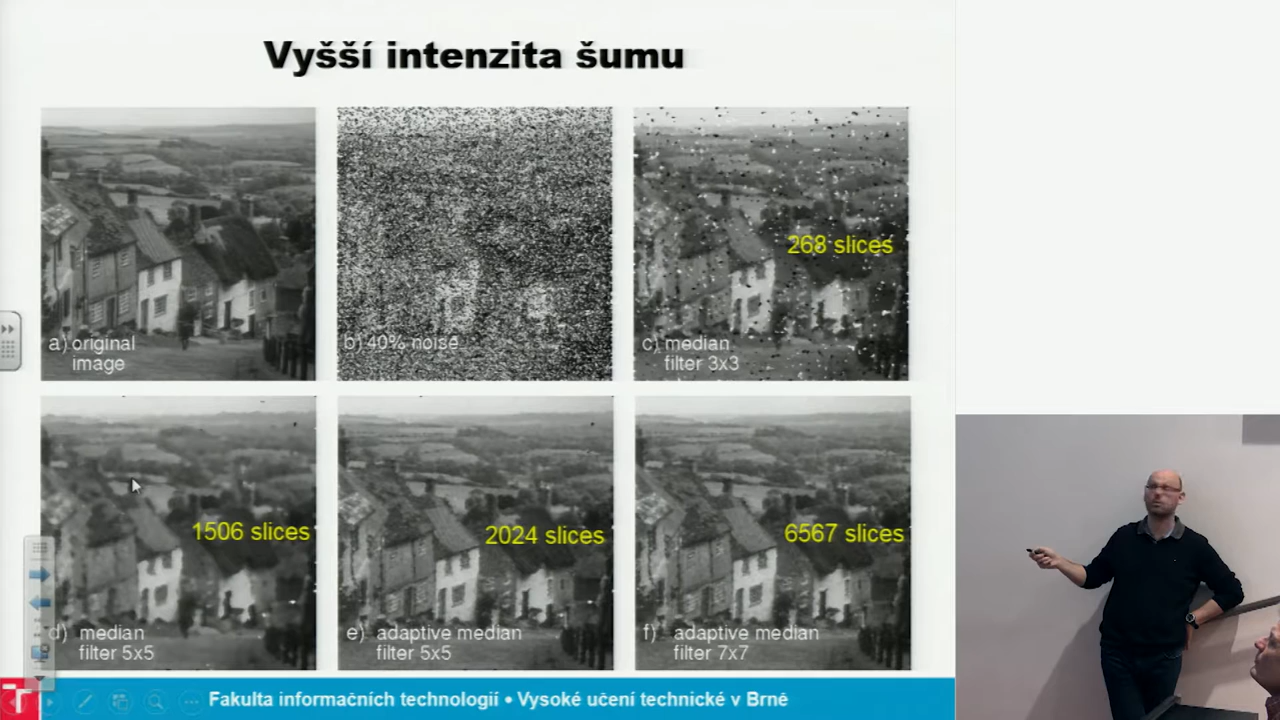 Vyšší intenzita šumu
a) original
image
b) 40% noise
c) median
filter 3x3
268 slices
d) median
filter 5x5
1506 slices
e) adaptive median
filter 5x5
2024 slices
f) adaptive median
filter 7x7
6567 slices
Fakulta informačních technologií • Vysoké učení technické v Brně